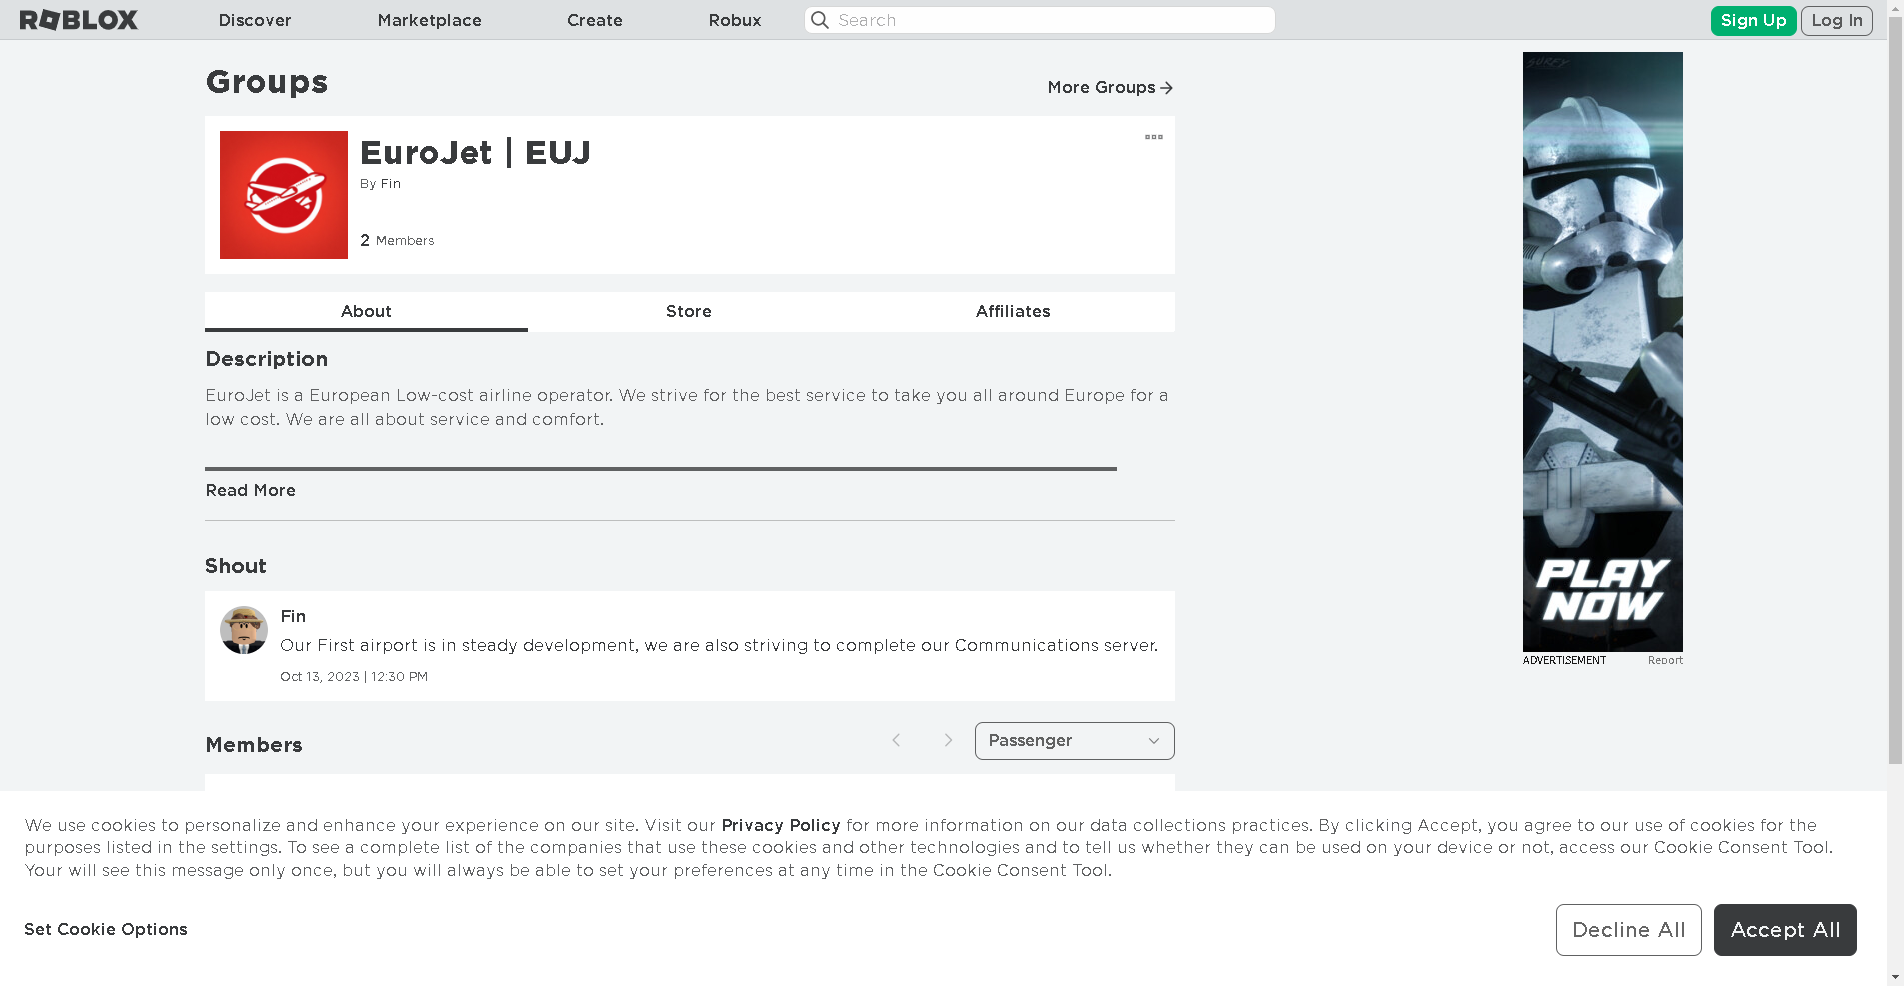 ROBLOX
Discover
Marketplace
Create
Robux
Search
Sign Up
Log In
Groups
More Groups
EuroJet | EUJ
By Fin
2 Members
About
Store
Affiliates
Description
EuroJet is a European Low-cost airline operator. We strive for the best service to take you all around Europe for a
low cost. We are all about service and comfort.
Read More
Shout
Fin
Our First airport is in steady development, we are also striving to complete our Communications server.
Oct 13, 2023 | 12:30 PM
Members
Passenger
SURFY
PLAY
NOW
ADVERTISEMENT
Report
We use cookies to personalize and enhance your experience on our site. Visit our Privacy Policy for more information on our data collections practices. By clicking Accept, you agree to our use of cookies for the
purposes listed in the settings. To see a complete list of the companies that use these cookies and other technologies and to tell us whether they can be used on your device or not, access our Cookie Consent Tool.
Your will see this message only once, but you will always be able to set your preferences at any time in the Cookie Consent Tool.
Set Cookie Options
Decline All
Accept All